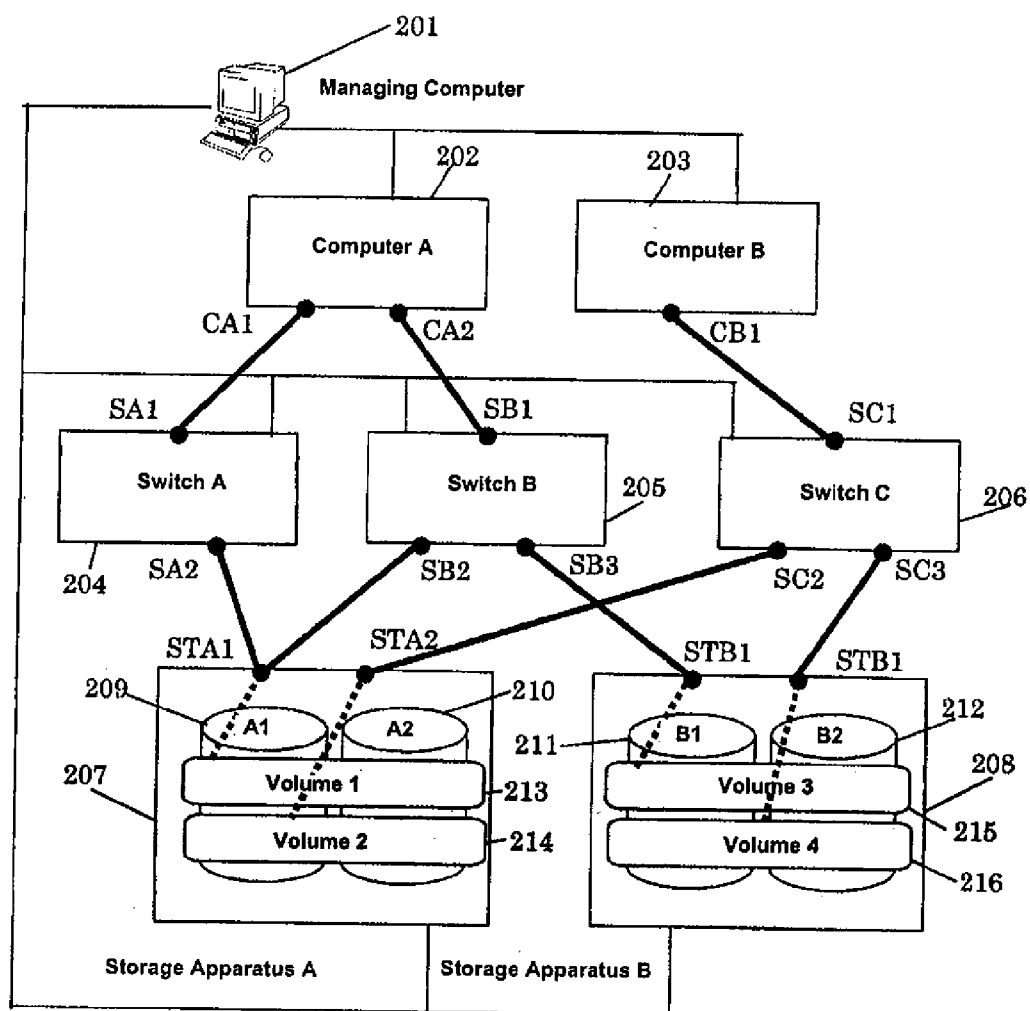 201
Managing Computer
202
203
Computer A
Computer B
CA1
CA2
CB1
SA1
SB1
SC1
Switch A
Switch B
Switch C
205
206
204
SA2
SB2
SB3
SC2
SC3
STA1
STA2
STB1
STB1
209
210
211
212
A1
A2
B1
B2
207
Volume 1
213
Volume 3
208
215
Volume 2
214
Volume 4
216
Storage Apparatus A
Storage Apparatus B